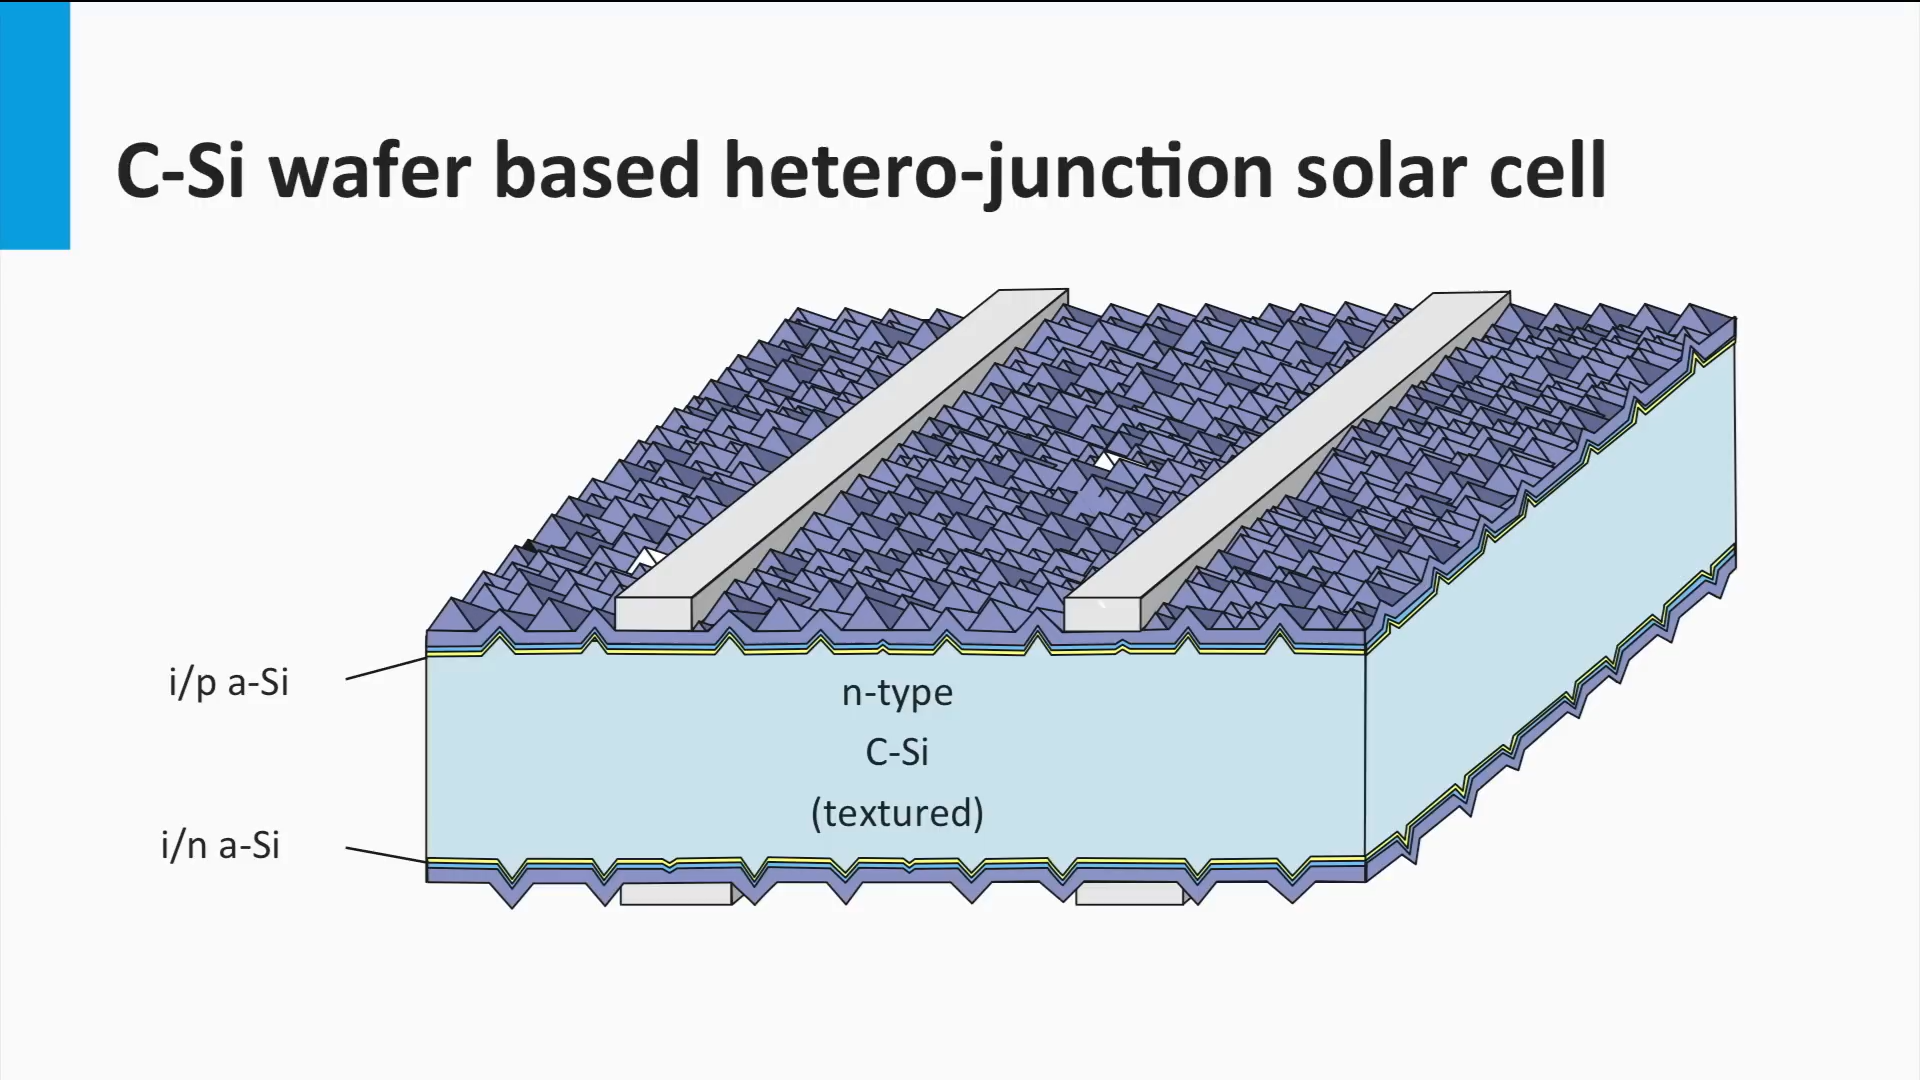 C-Si wafer based hetero-junction solar cell
i/p a-Si
n-type
C-Si
(textured)
i/n a-Si